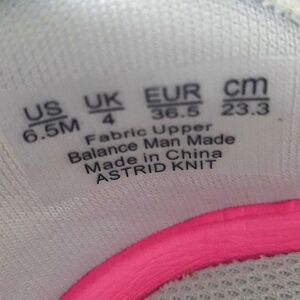 US UK EUR cm
6.5M 4 36.5 23.3
Fabric Upper
Balance Man Made
Made in China
ASTRID KNIT